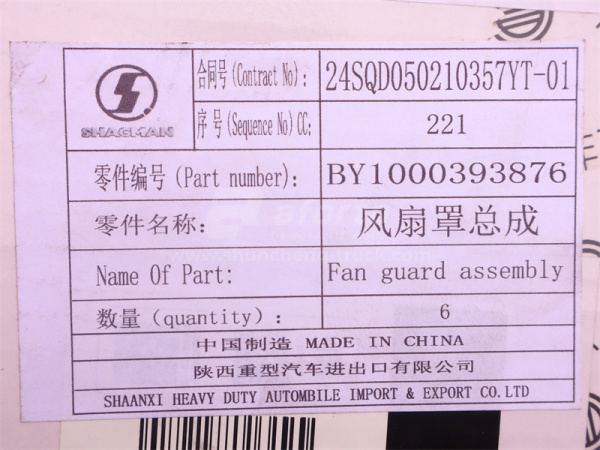 SHACMAN
合同号(Contract No): 24SQD050210357YT-01
序号(Sequence No)CC: 221
零件编号(Part number): BY1000393876
零件名称: 风扇罩总成
Name Of Part: Fan guard assembly
数量(quantity): 6
中国制造 MADE IN CHINA
陕西重型汽车进出口有限公司
SHAANXI HEAVY DUTY AUTOMBILE IMPORT & EXPORT CO.LTD